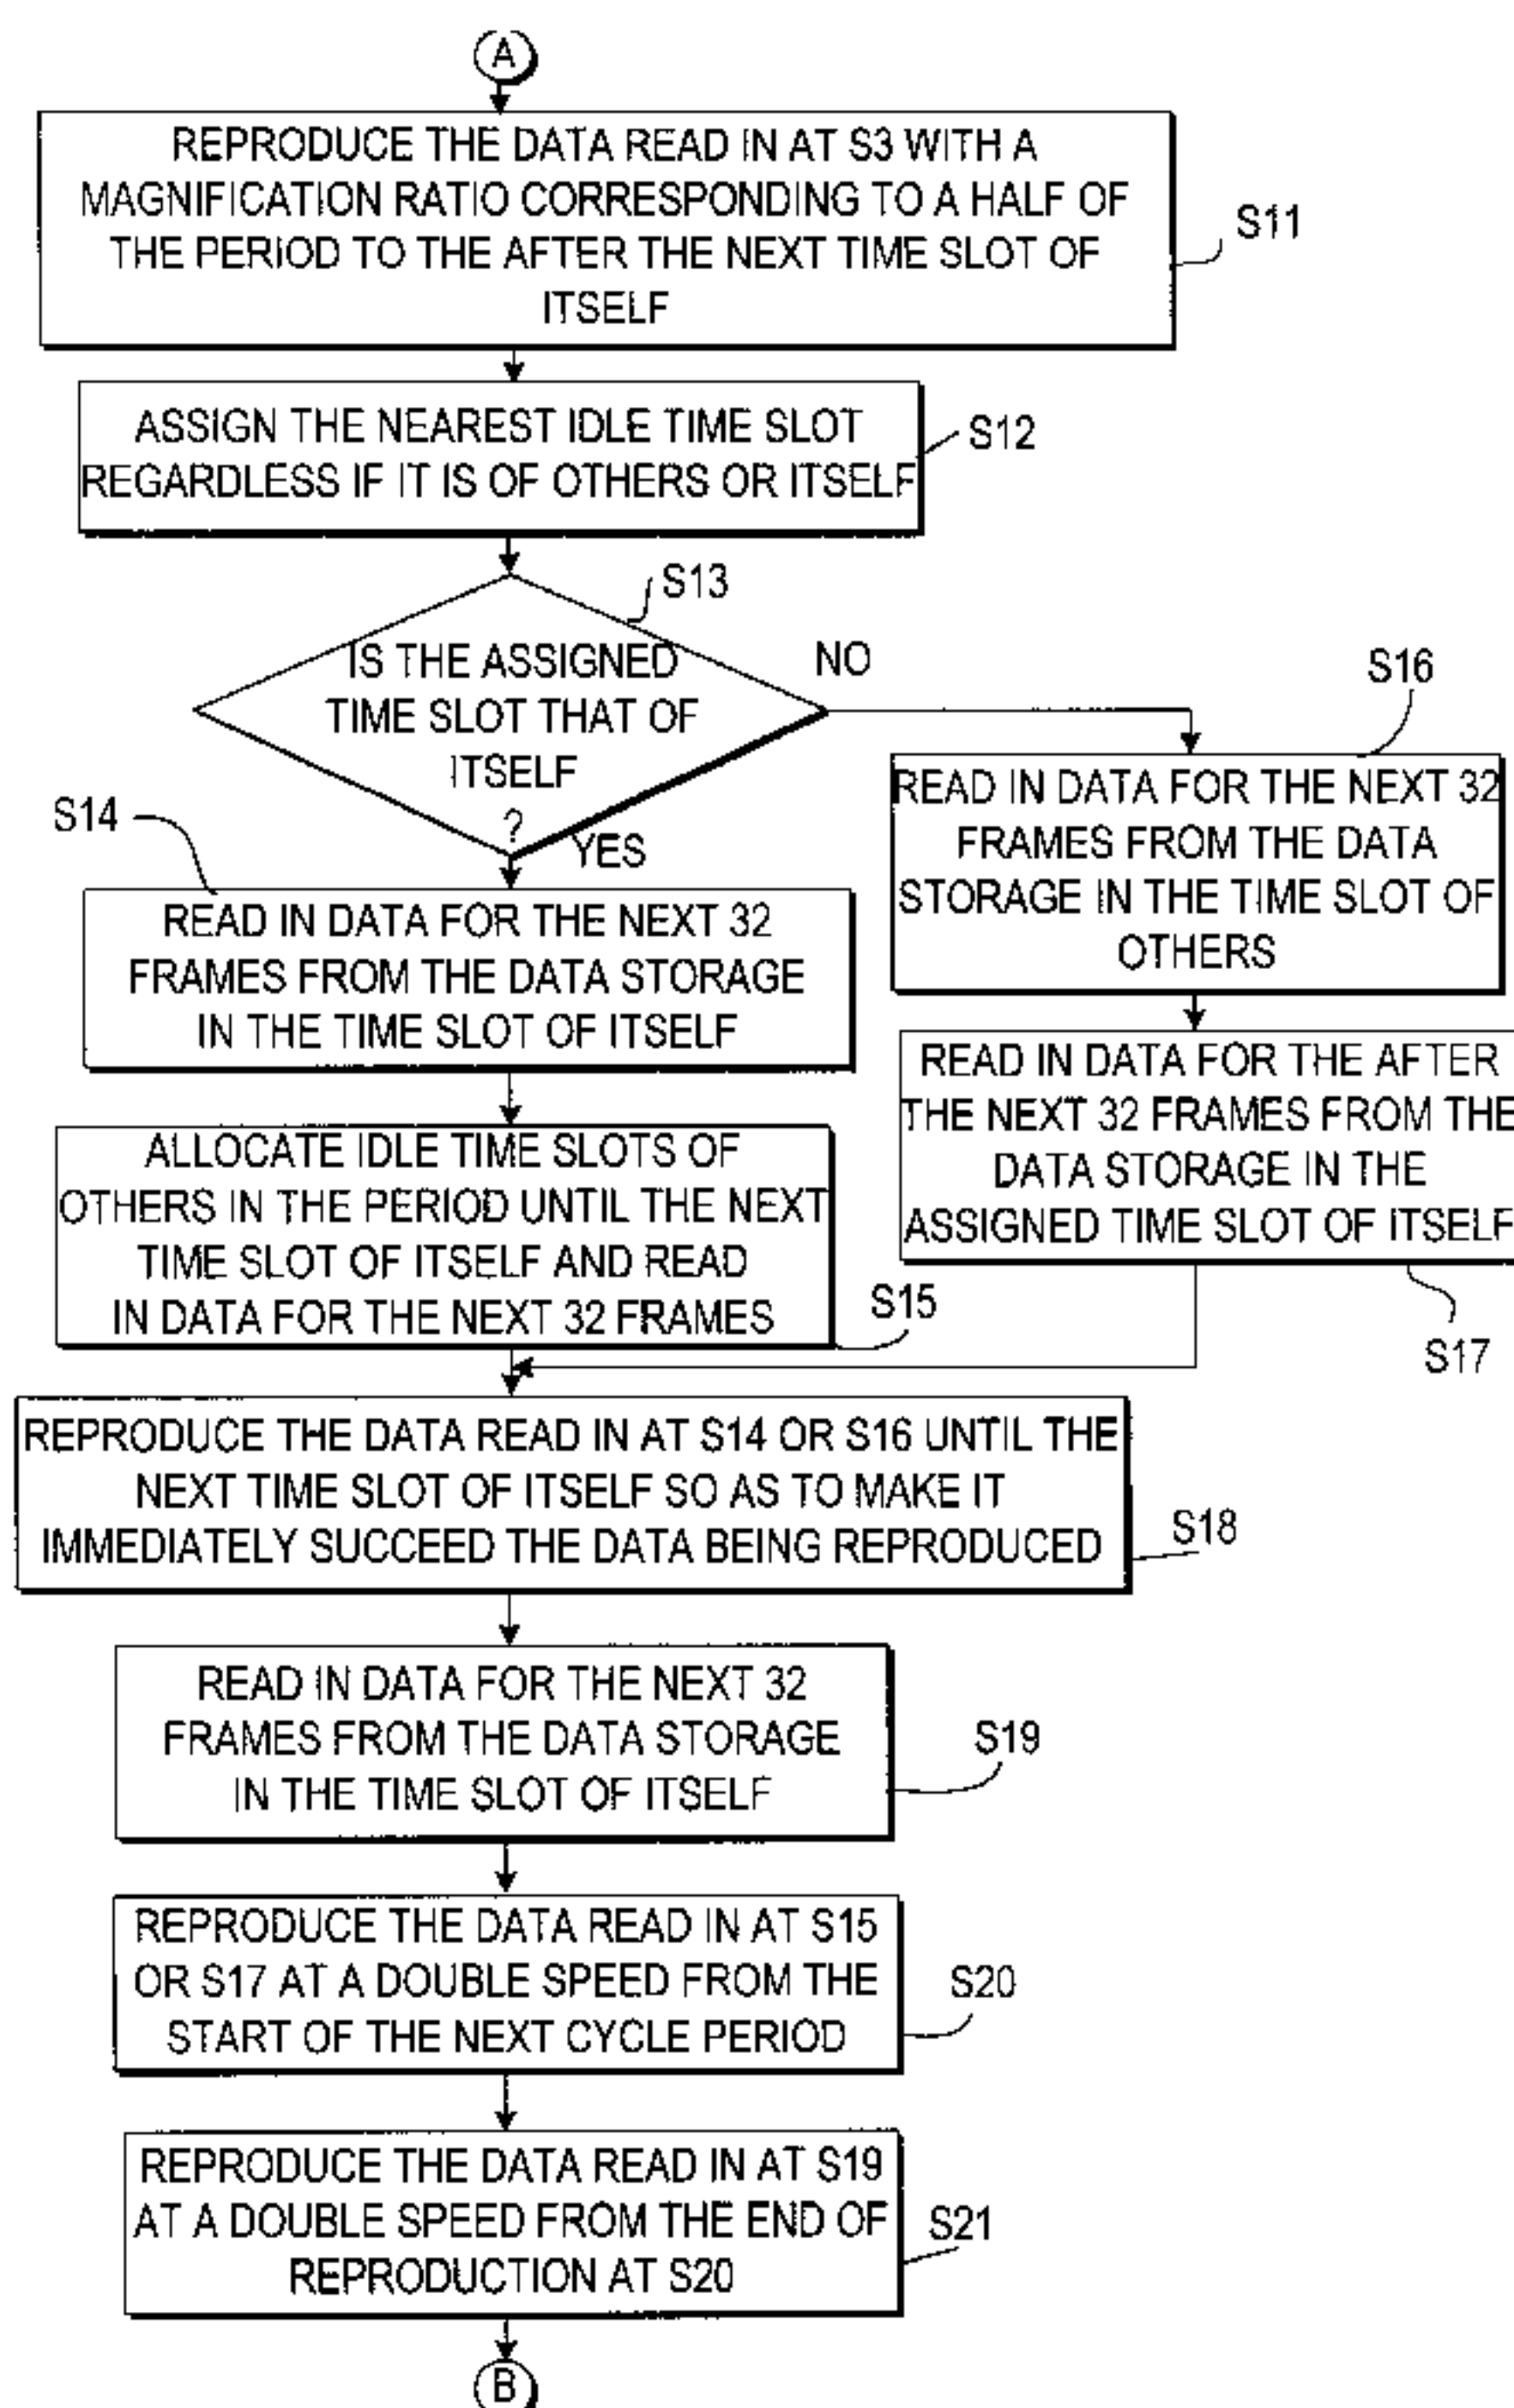 A
REPRODUCE THE DATA READ IN AT S3 WITH A
MAGNIFICATION RATIO CORRESPONDING TO A HALF OF
THE PERIOD TO THE AFTER THE NEXT TIME SLOT OF
ITSELF
S11
ASSIGN THE NEAREST IDLE TIME SLOT
REGARDLESS IF IT IS OF OTHERS OR ITSELF
S12
S13
IS THE ASSIGNED
TIME SLOT THAT OF
ITSELF
?
NO
YES
S14
READ IN DATA FOR THE NEXT 32
FRAMES FROM THE DATA STORAGE
IN THE TIME SLOT OF ITSELF
S16
READ IN DATA FOR THE NEXT 32
FRAMES FROM THE DATA
STORAGE IN THE TIME SLOT OF
OTHERS
ALLOCATE IDLE TIME SLOTS OF
OTHERS IN THE PERIOD UNTIL THE NEXT
TIME SLOT OF ITSELF AND READ
IN DATA FOR THE NEXT 32 FRAMES
S15
READ IN DATA FOR THE AFTER
THE NEXT 32 FRAMES FROM THE
DATA STORAGE IN THE
ASSIGNED TIME SLOT OF ITSELF
S17
REPRODUCE THE DATA READ IN AT S14 OR S16 UNTIL THE
NEXT TIME SLOT OF ITSELF SO AS TO MAKE IT
IMMEDIATELY SUCCEED THE DATA BEING REPRODUCED
S18
READ IN DATA FOR THE NEXT 32
FRAMES FROM THE DATA STORAGE
IN THE TIME SLOT OF ITSELF
S19
REPRODUCE THE DATA READ IN AT S15
OR S17 AT A DOUBLE SPEED FROM THE
START OF THE NEXT CYCLE PERIOD
S20
REPRODUCE THE DATA READ IN AT S19
AT A DOUBLE SPEED FROM THE END OF
REPRODUCTION AT S20
S21
B